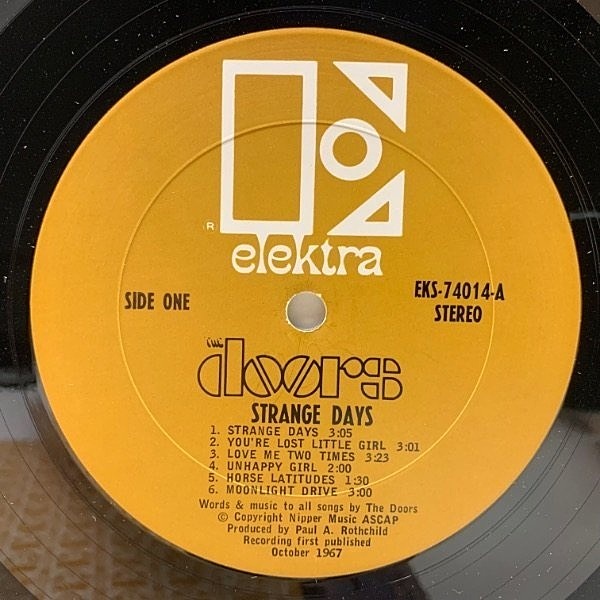 R
elektra
SIDE ONE
EKS-74014-A
STEREO
THE
doors
STRANGE DAYS
1. STRANGE DAYS 3:05
2. YOU'RE LOST LITTLE GIRL 3:01
3. LOVE ME TWO TIMES 3:23
4. UNHAPPY GIRL 2:00
5. HORSE LATITUDES 1:30
6. MOONLIGHT DRIVE 3:00
Words & music to all songs by The Doors
© Copyright Nipper Music ASCAP
Produced by Paul A. Rothchild
Recording first published
October 1967